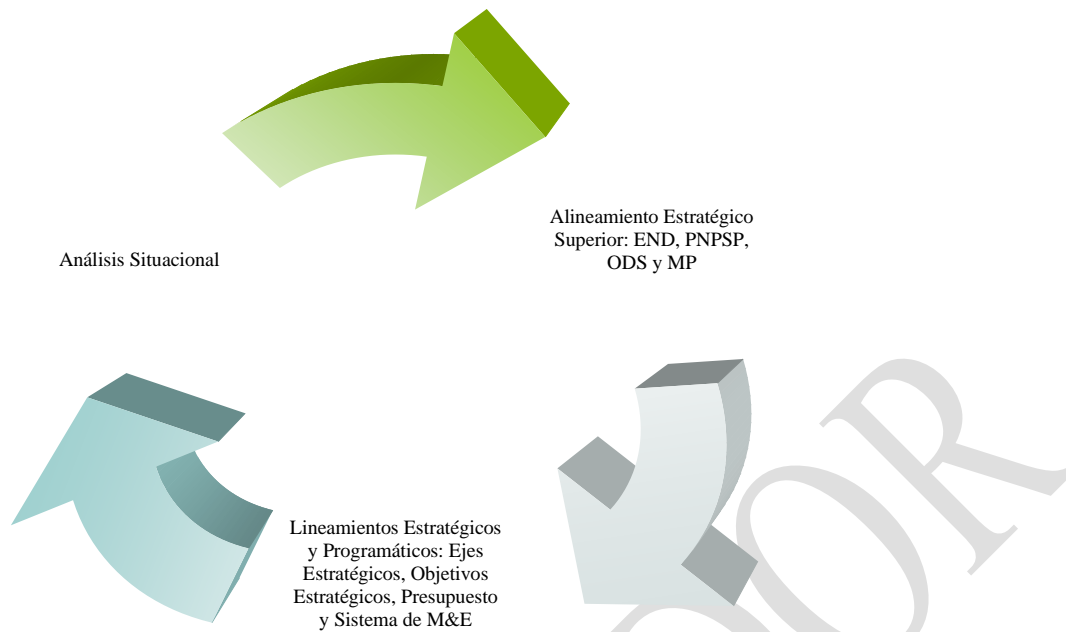 Análisis Situacional
Alineamiento Estratégico
Superior: END, PNPSP,
ODS y MP
Lineamientos Estratégicos
y Programáticos: Ejes
Estratégicos, Objetivos
Estratégicos, Presupuesto
y Sistema de M&E